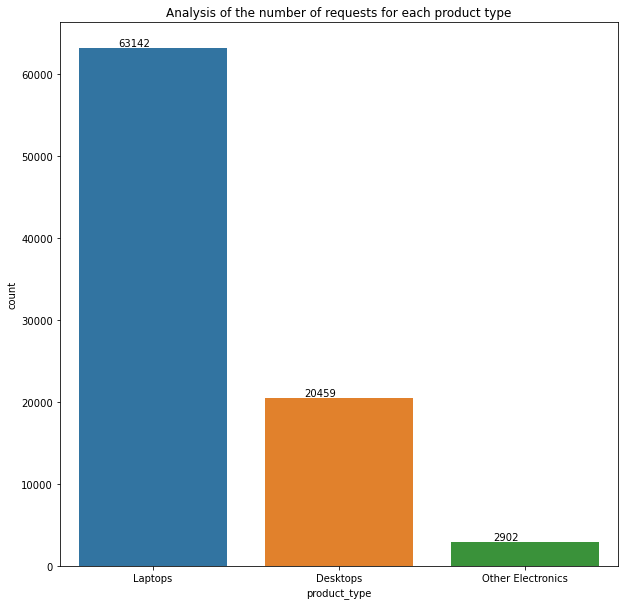 Analysis of the number of requests for each product type
63142
60000
50000
40000
count
30000
20459
20000
10000
2902
0
Laptops Desktops Other Electronics
product_type